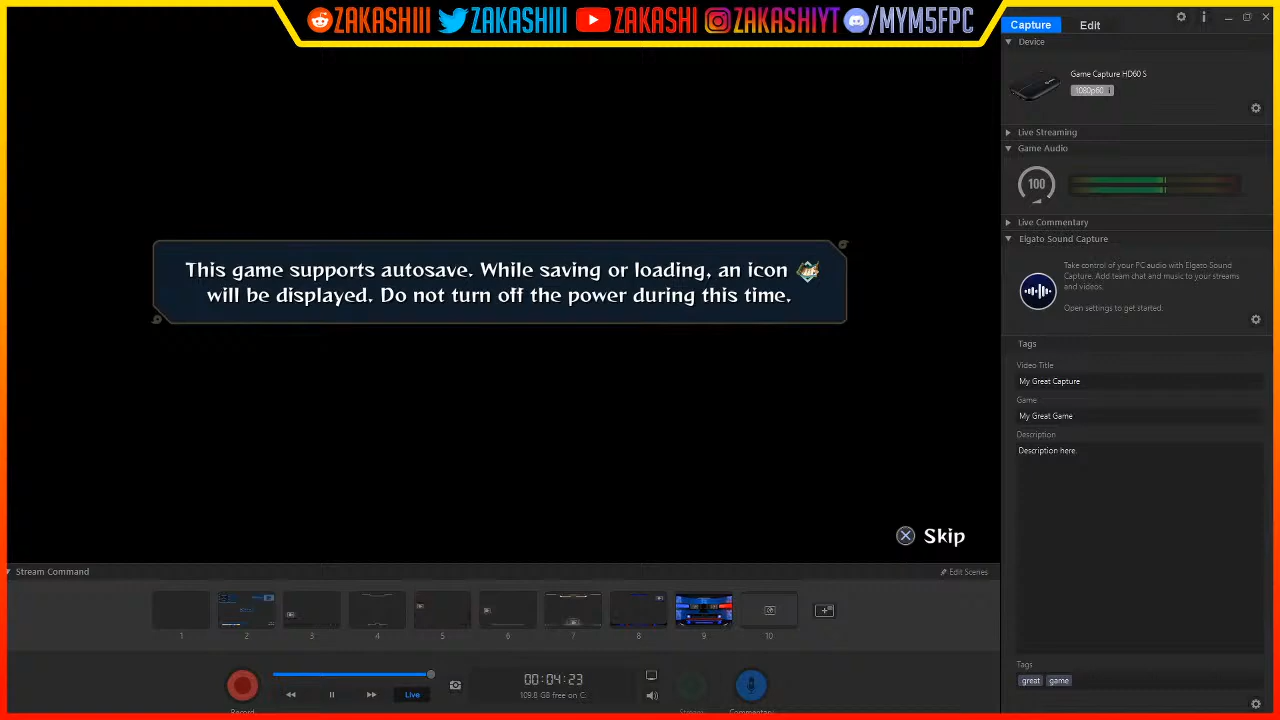 ZAKASHIII ZAKASHIIII ZAKASHI ZAKASHIYT /MYM5FPC
Capture Edit
Device
Game Capture HD60 S
1080p60 i
Live Streaming
Game Audio
100
Live Commentary
Elgato Sound Capture
Take control of your PC audio with Elgato Sound
Capture. Add team chat and music to your streams
and videos.
Open settings to get started.
This game supports autosave. While saving or loading, an icon
will be displayed. Do not turn off the power during this time.
Skip
Tags
Video Title
My Great Capture
Game
My Great Game
Description
Description here.
Stream Command
Edit Scenes
1 2 3 4 5 6 7 8 9 10
00:04:23
109.8 GB free on C:
Live
Record
Stream
Commentary
Tags
great game